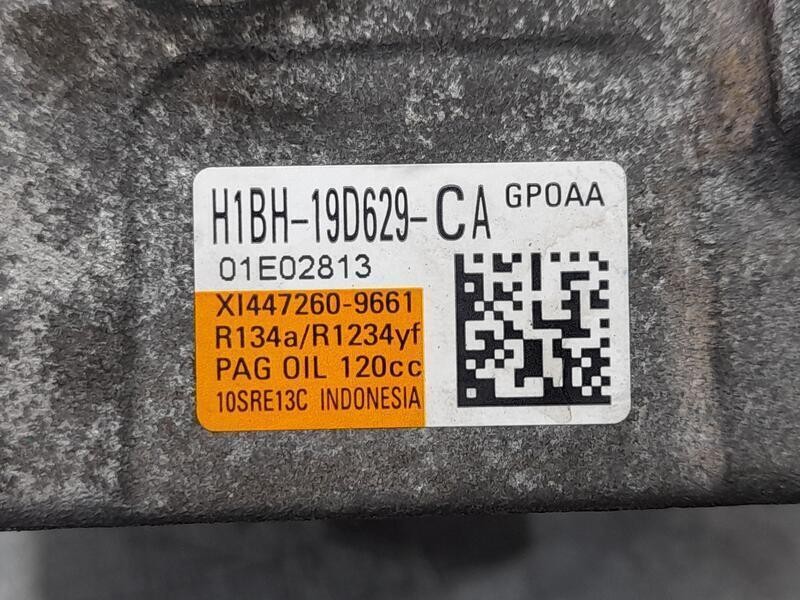 H1BH-19D629-CA GP0AA
01E02813
XI447260-9661
R134a/R1234yf
PAG OIL 120cc
10SRE13C INDONESIA